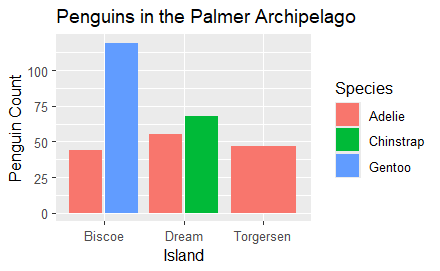 Penguins in the Palmer Archipelago
Penguin Count
100
75
50
25
0
Biscoe Dream Torgersen
Island
Species
Adelie
Chinstrap
Gentoo